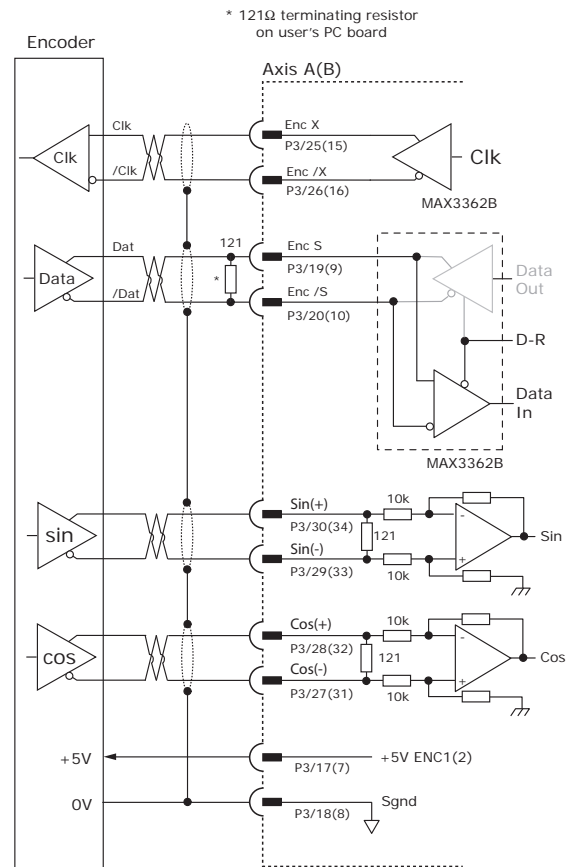 * 121Ω terminating resistor
on user's PC board
Encoder
Axis A(B)
Clk
Enc X
P3/25(15)
Clk
Clk
/Clk
Enc /X
P3/26(16)
MAX3362B
Dat
121
Enc S
P3/19(9)
Data
*
Data
Out
/Dat
Enc /S
P3/20(10)
D-R
Data
In
MAX3362B
Sin(+)
10k
P3/30(34)
-
sin
121
Sin
Sin(-)
+
P3/29(33)
10k
Cos(+)
10k
P3/28(32)
-
cos
121
Cos
Cos(-)
+
P3/27(31)
10k
+5V
+5V ENC1(2)
P3/17(7)
0V
Sgnd
P3/18(8)